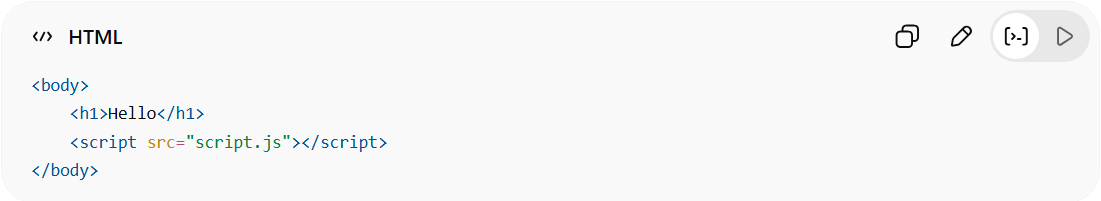 HTML
<body>
    <h1>Hello</h1>
    <script src="script.js"></script>
</body>